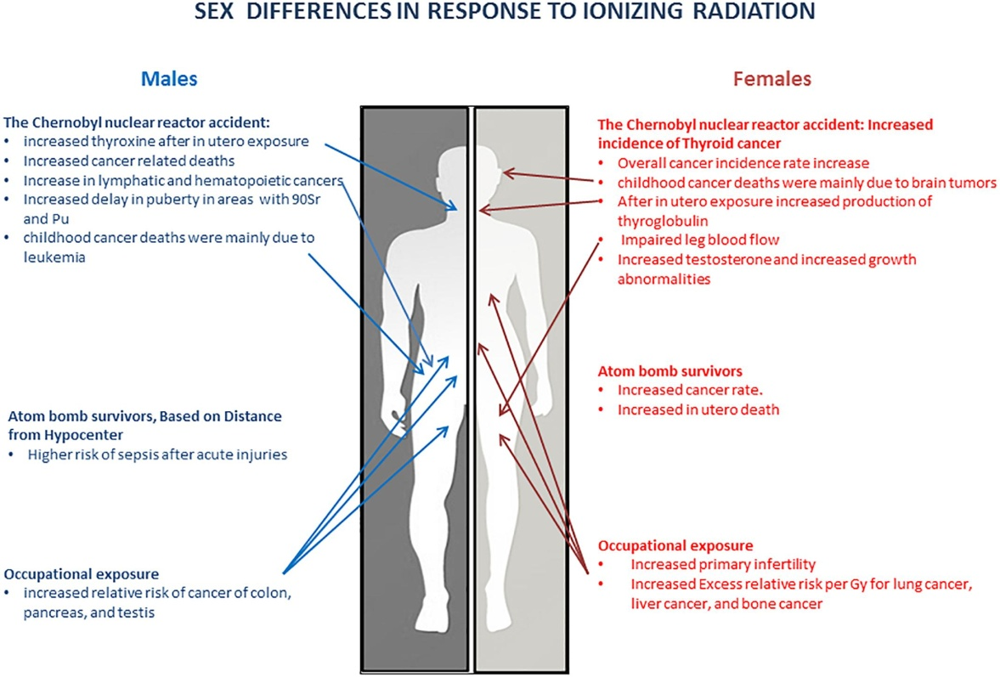 SEX DIFFERENCES IN RESPONSE TO IONIZING RADIATION
Males
The Chernobyl nuclear reactor accident:
• increased thyroxine after in utero exposure
• Increased cancer related deaths
• Increase in lymphatic and hematopoietic cancers
• Increased delay in puberty in areas with 90Sr
and Pu
• childhood cancer deaths were mainly due to
leukemia
Atom bomb survivors, Based on Distance
from Hypocenter
• Higher risk of sepsis after acute injuries
Occupational exposure
• increased relative risk of cancer of colon,
pancreas, and testis
Females
The Chernobyl nuclear reactor accident: Increased
incidence of Thyroid cancer
• Overall cancer incidence rate increase
• childhood cancer deaths were mainly due to brain tumors
• After in utero exposure increased production of
thyroglobulin
• Impaired leg blood flow
• Increased testosterone and increased growth
abnormalities
Atom bomb survivors
• Increased cancer rate.
• Increased in utero death
Occupational exposure
• Increased primary infertility
• Increased Excess relative risk per Gy for lung cancer,
liver cancer, and bone cancer